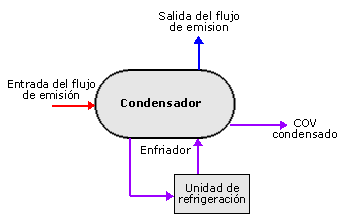 Salida del flujo
de emision
Entrada del flujo
de emisión
Condensador
COV
condensado
Enfriador
Unidad de
refrigeración